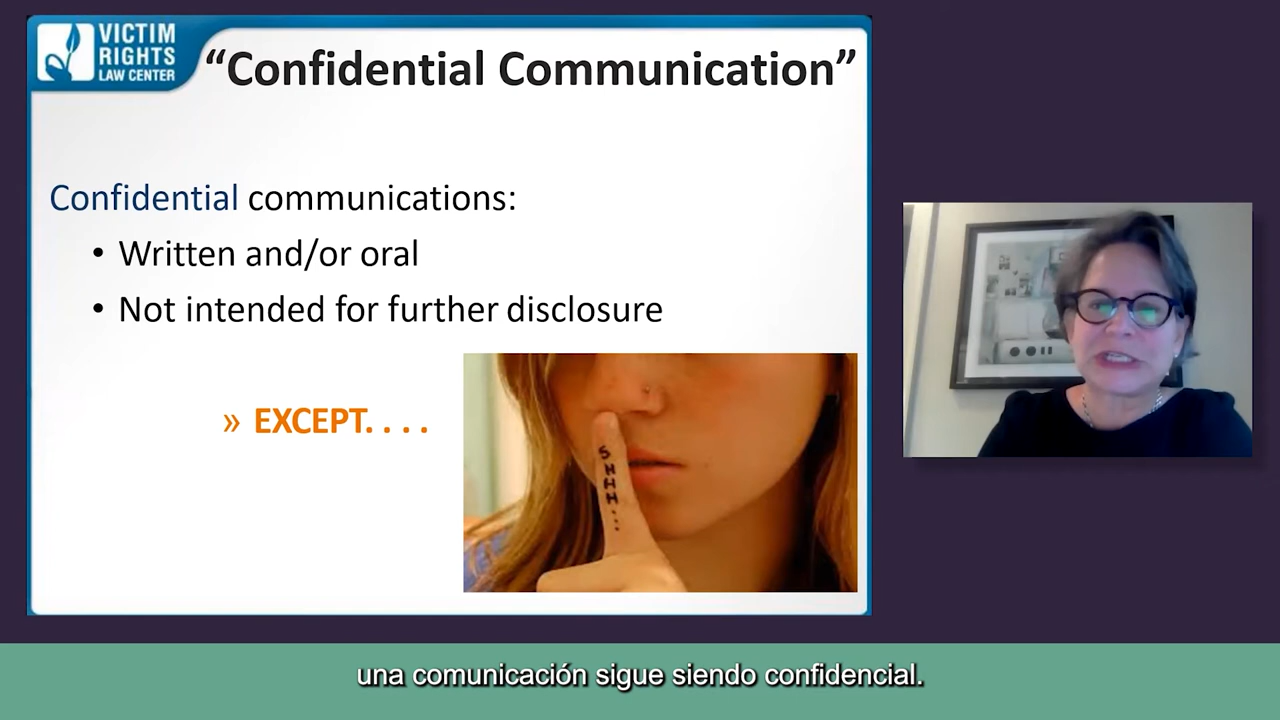 VICTIM
RIGHTS
LAW CENTER
“Confidential Communication”
Confidential communications:
• Written and/or oral
• Not intended for further disclosure
» EXCEPT. . . .
SHHH...
una comunicación sigue siendo confidencial.